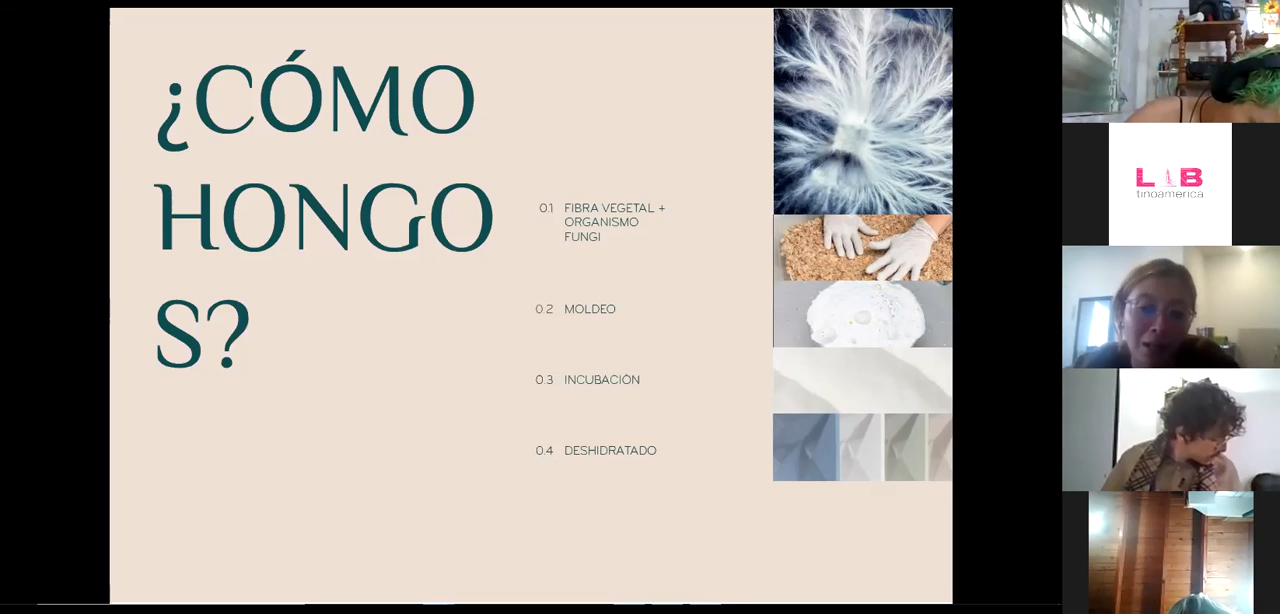 ¿CÓMO
HONGO
S?
0.1 FIBRA VEGETAL +
ORGANISMO
FUNGI
0.2 MOLDEO
0.3 INCUBACIÓN
0.4 DESHIDRATADO
LAB
tinoamerica